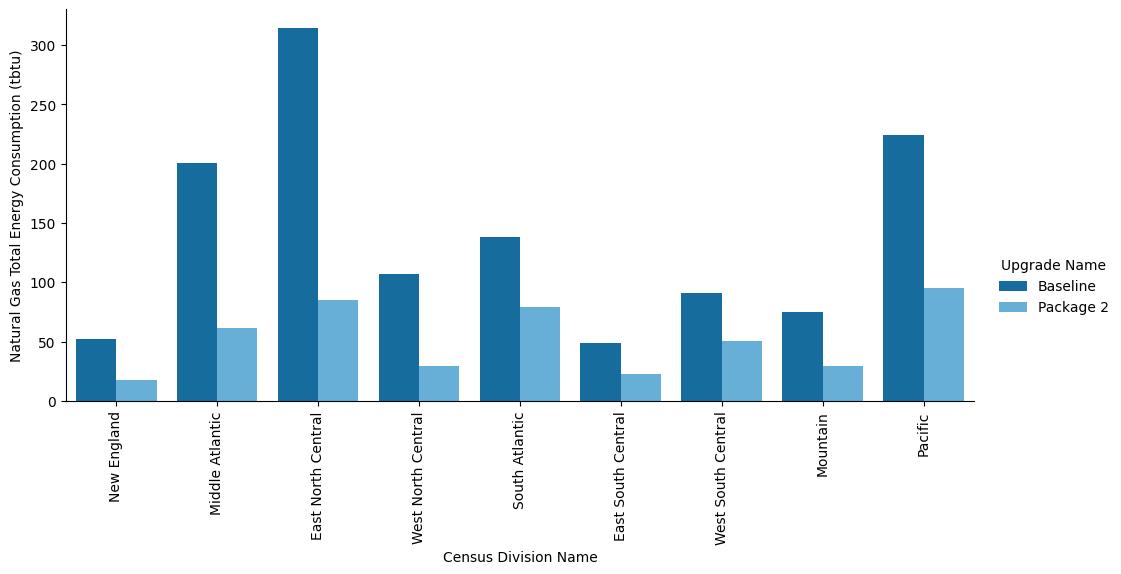 Natural Gas Total Energy Consumption (tbtu)
300
250
200
150
100
50
0
New England
Middle Atlantic
East North Central
West North Central
South Atlantic
East South Central
West South Central
Mountain
Pacific
Census Division Name
Upgrade Name
Baseline
Package 2